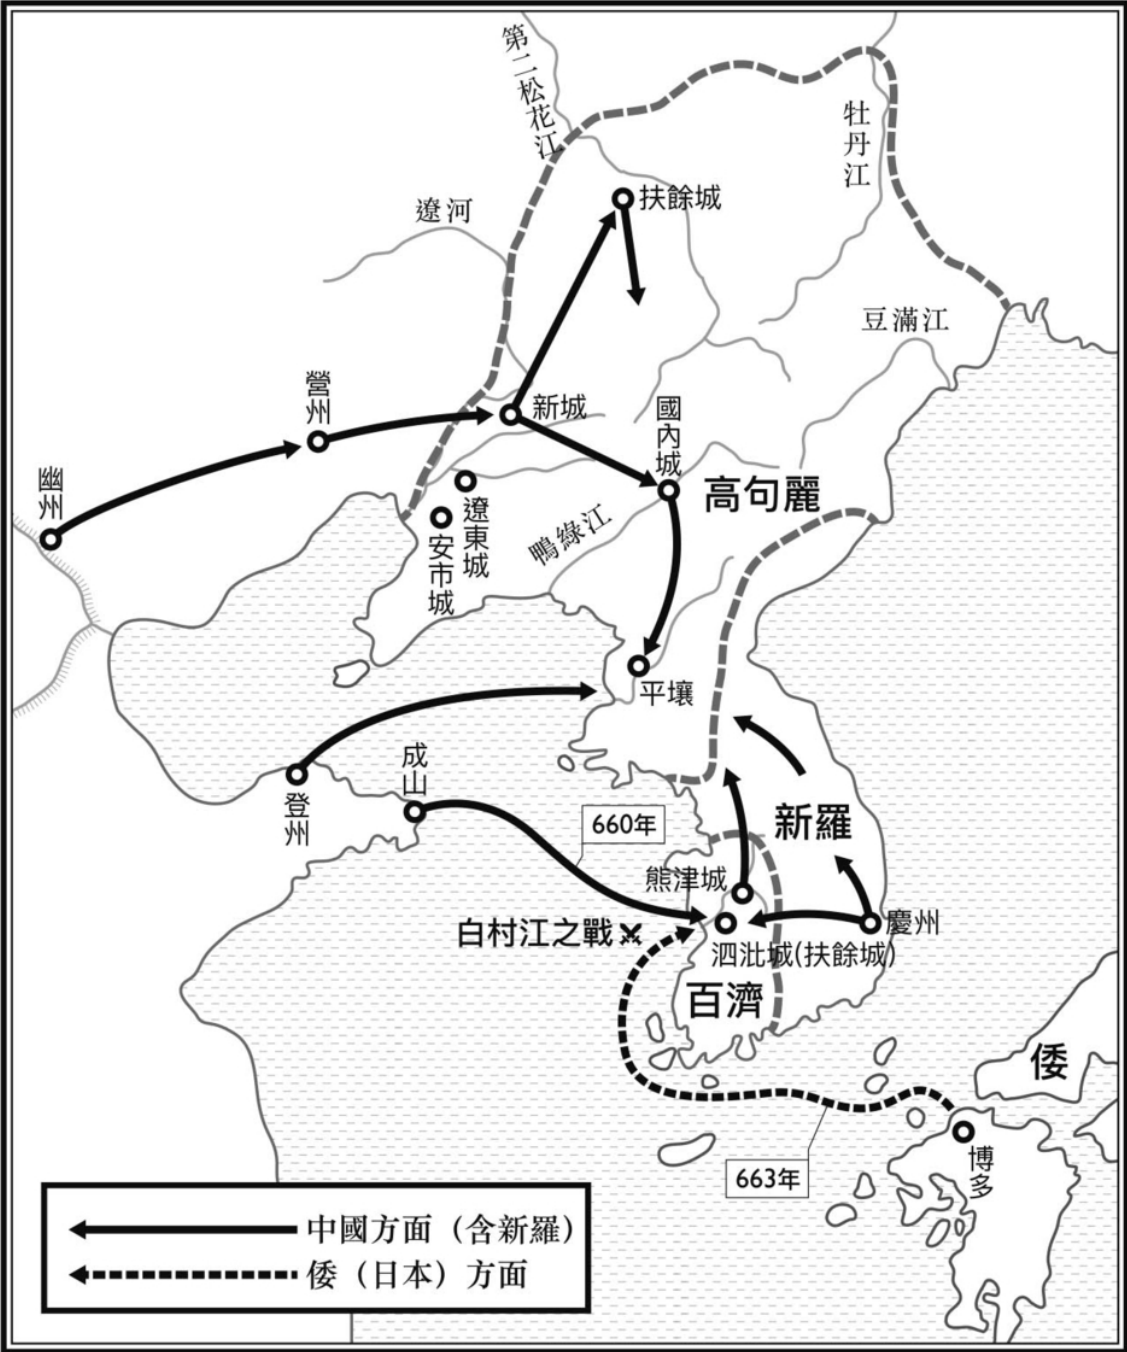 第二松花江
牡丹江
扶餘城
遼河
豆滿江
營州
新城
國內城
幽州
高句麗
遼東城
安市城
鴨綠江
平壤
成山
登州
新羅
660年
熊津城
白村江之戰
慶州
泗沘城(扶餘城)
百濟
倭
博多
663年
中國方面（含新羅）
倭（日本）方面